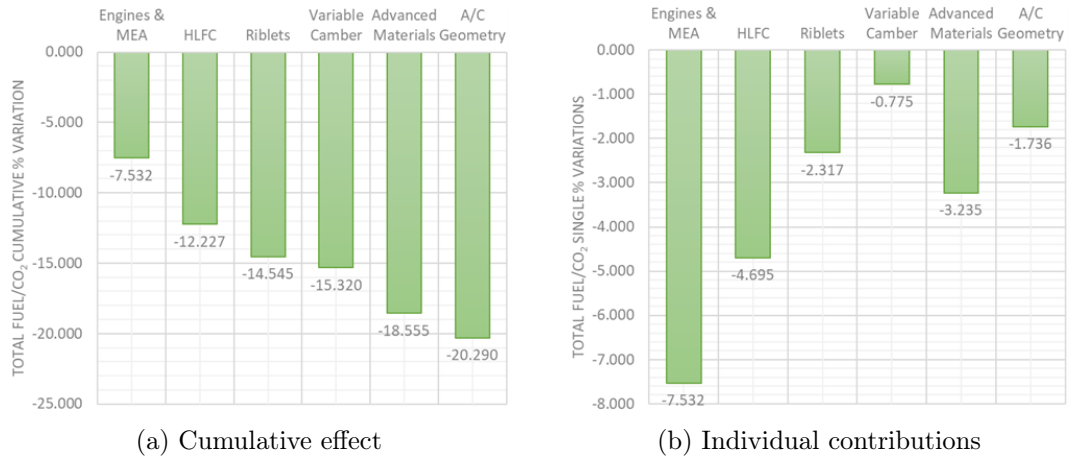 Engines &
MEA
HLFC
Riblets
Variable
Camber
Advanced
Materials
A/C
Geometry
0.000
-5.000
-10.000
-15.000
-20.000
-25.000
TOTAL FUEL/CO₂ CUMULATIVE % VARIATION
-7.532
-12.227
-14.545
-15.320
-18.555
-20.290
(a) Cumulative effect
Engines &
MEA
HLFC
Riblets
Variable
Camber
Advanced
Materials
A/C
Geometry
0.000
-1.000
-2.000
-3.000
-4.000
-5.000
-6.000
-7.000
-8.000
TOTAL FUEL/CO₂ SINGLE % VARIATIONS
-7.532
-4.695
-2.317
-0.775
-3.235
-1.736
(b) Individual contributions